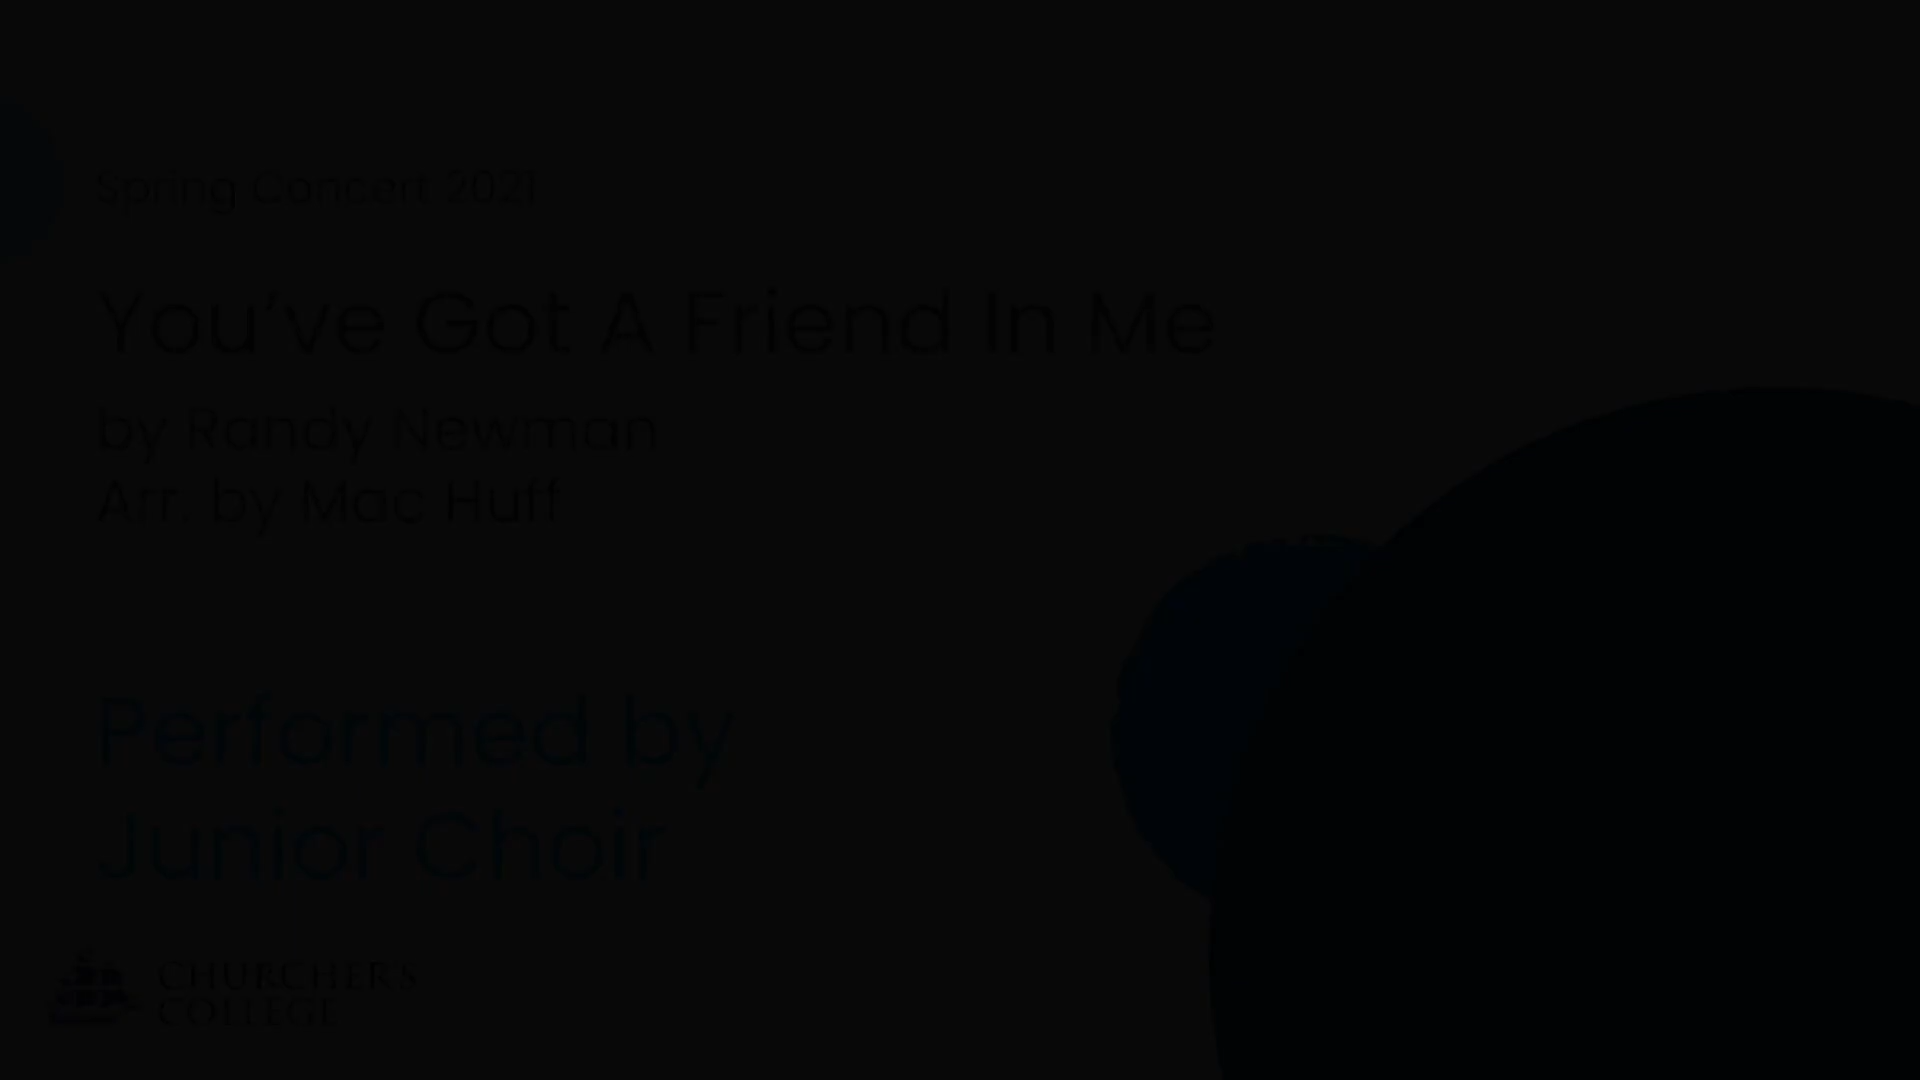 Spring Concert 2021
You’ve Got A Friend In Me
by Randy Newman
Arr. by Mac Huff
Performed by
Junior Choir
CHURCHER'S
COLLEGE